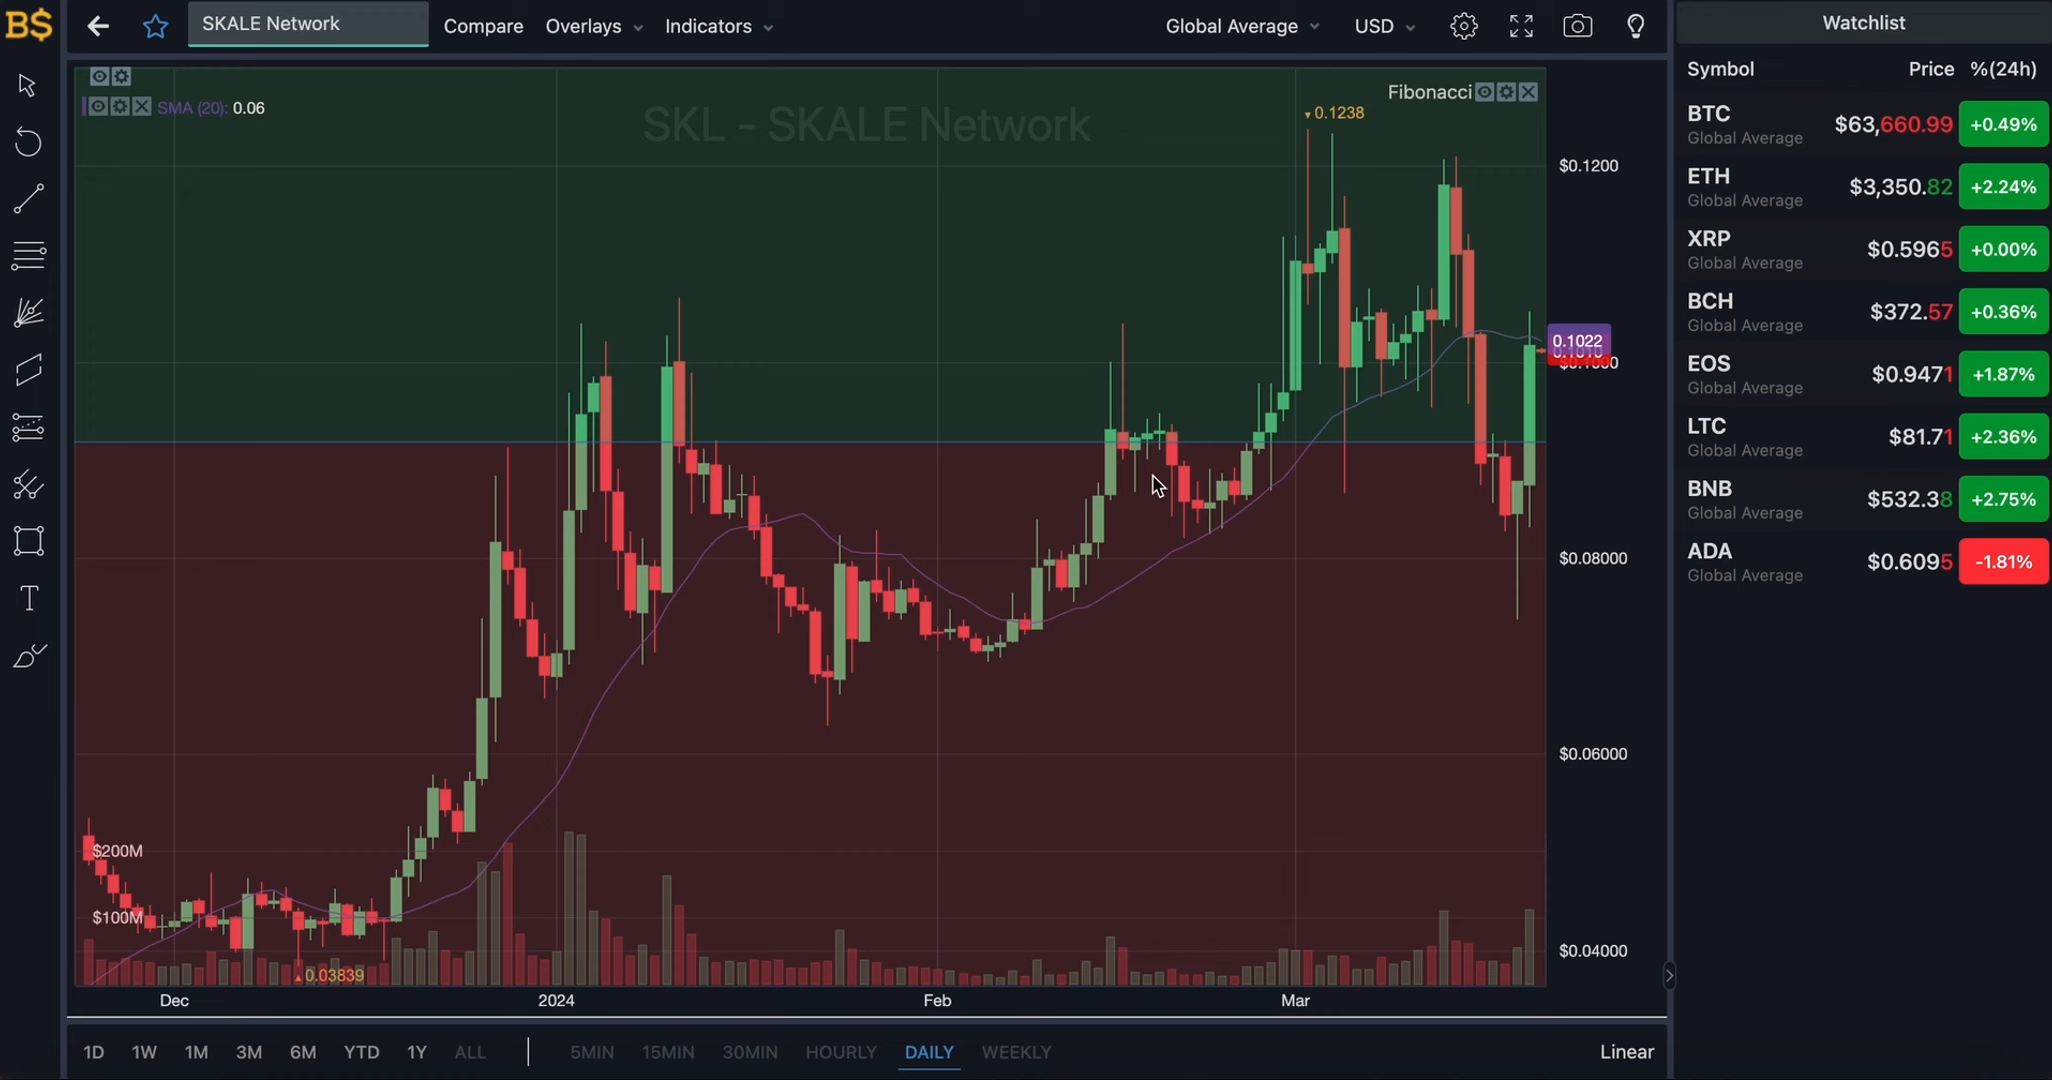 B$
SKALE Network
Compare
Overlays
Indicators
Global Average
USD
Watchlist
Symbol
Price
%(24h)
SMA (20): 0.06
SKL - SKALE Network
Fibonacci
0.1238
$0.1200
0.1022
$0.08000
$0.06000
$0.04000
$200M
$100M
0.03839
Dec
2024
Feb
Mar
BTC
Global Average
$63,660.99
+0.49%
ETH
Global Average
$3,350.82
+2.24%
XRP
Global Average
$0.5965
+0.00%
BCH
Global Average
$372.57
+0.36%
EOS
Global Average
$0.9471
+1.87%
LTC
Global Average
$81.71
+2.36%
BNB
Global Average
$532.38
+2.75%
ADA
Global Average
$0.6095
-1.81%
T
1D
1W
1M
3M
6M
YTD
1Y
ALL
5MIN
15MIN
30MIN
HOURLY
DAILY
WEEKLY
Linear